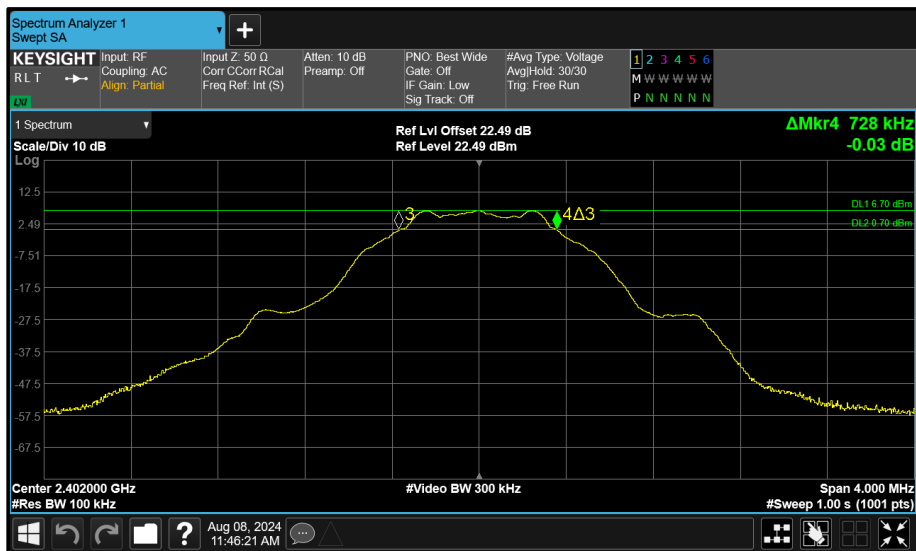 Spectrum Analyzer 1
Swept SA
+
KEYSIGHT
R L T
LXI
Input: RF
Coupling: AC
Align: Partial
Input Z: 50 Ω
Corr CCorr RCal
Freq Ref: Int (S)
Atten: 10 dB
Preamp: Off
PNO: Best Wide
Gate: Off
IF Gain: Low
Sig Track: Off
#Avg Type: Voltage
Avg|Hold: 30/30
Trig: Free Run
1 2 3 4 5 6
M W W W W W
P N N N N N
1 Spectrum
Scale/Div 10 dB
Ref Lvl Offset 22.49 dB
Ref Level 22.49 dBm
ΔMkr4 728 kHz
-0.03 dB
Log
12.5
2.49
-7.51
-17.5
-27.5
-37.5
-47.5
-57.5
-67.5
3
4Δ3
DL1 6.70 dBm
DL2 0.70 dBm
Center 2.402000 GHz
#Res BW 100 kHz
#Video BW 300 kHz
Span 4.000 MHz
#Sweep 1.00 s (1001 pts)
?
Aug 08, 2024
11:46:21 AM